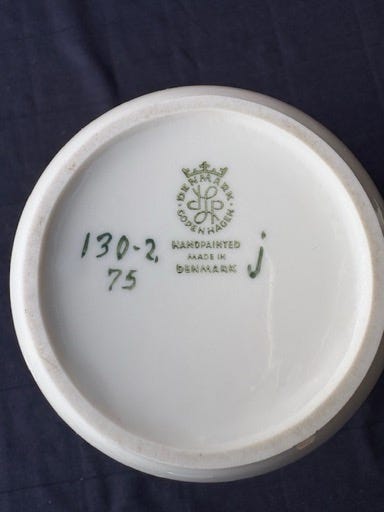 DENMARK
COPENHAGEN
HANDPAINTED
MADE IN
DENMARK
130-2
75
j